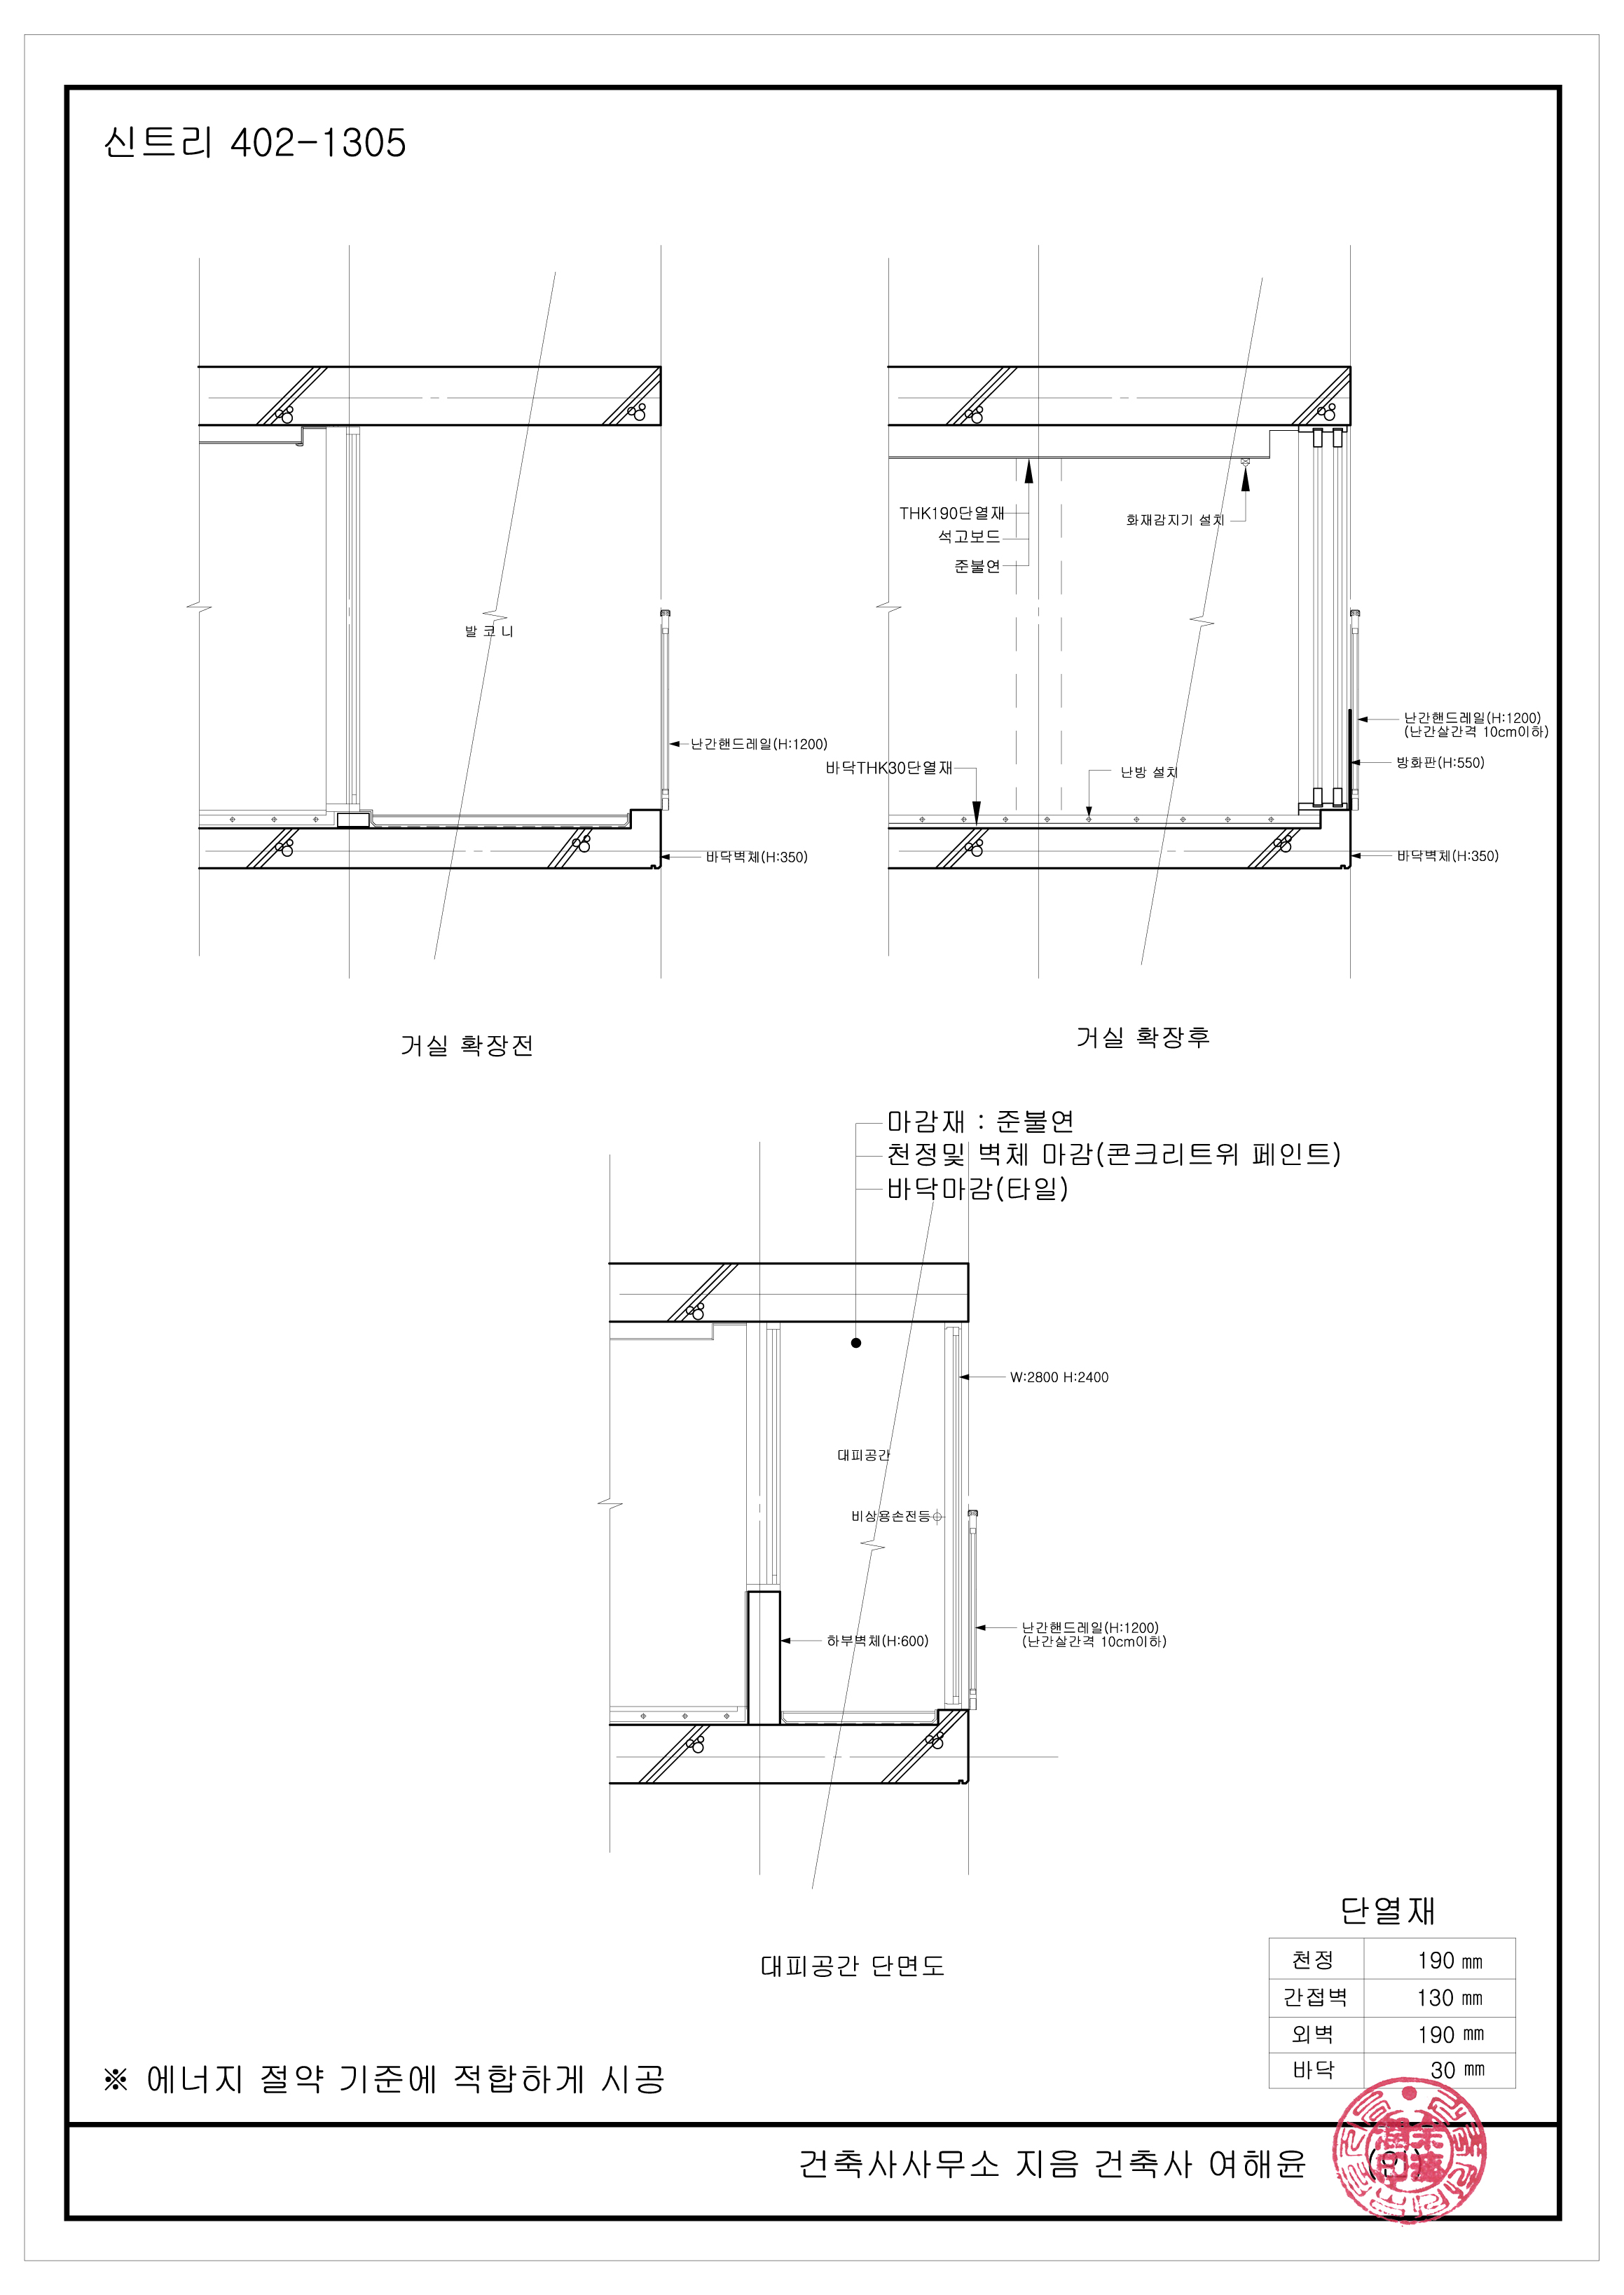 신트리 402-1305
발 코 니
난간핸드레일(H:1200)
바닥벽체(H:350)
거실 확장전
THK190단열재
석고보드
준불연
화재감지기 설치
바닥THK30단열재
난방 설치
난간핸드레일(H:1200)
(난간살간격 10cm이하)
방화판(H:550)
바닥벽체(H:350)
거실 확장후
마감재 : 준불연
천정및 벽체 마감(콘크리트위 페인트)
바닥마감(타일)
W:2800 H:2400
대피공간
비상용손전등
하부벽체(H:600)
난간핸드레일(H:1200)
(난간살간격 10cm이하)
대피공간 단면도
단열재
천정 190 mm
간접벽 130 mm
외벽 190 mm
바닥 30 mm
※ 에너지 절약 기준에 적합하게 시공
건축사사무소 지음 건축사 여해윤 (인)